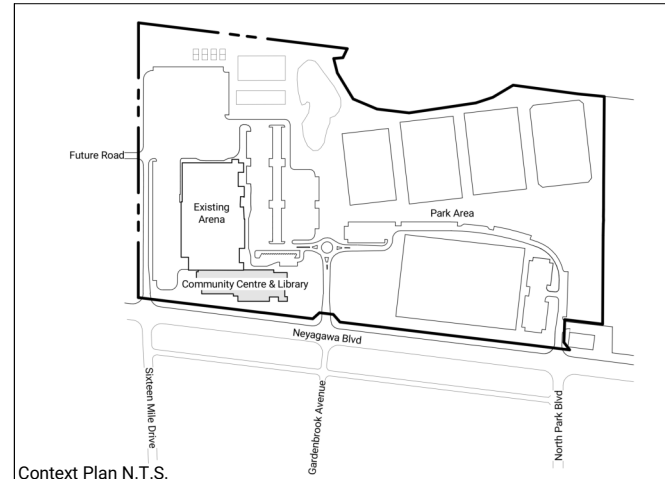 Future Road
Existing
Arena
Park Area
Community Centre & Library
Neyagawa Blvd
Sixteen Mile Drive
Gardenbrook Avenue
North Park Blvd
Context Plan N.T.S.